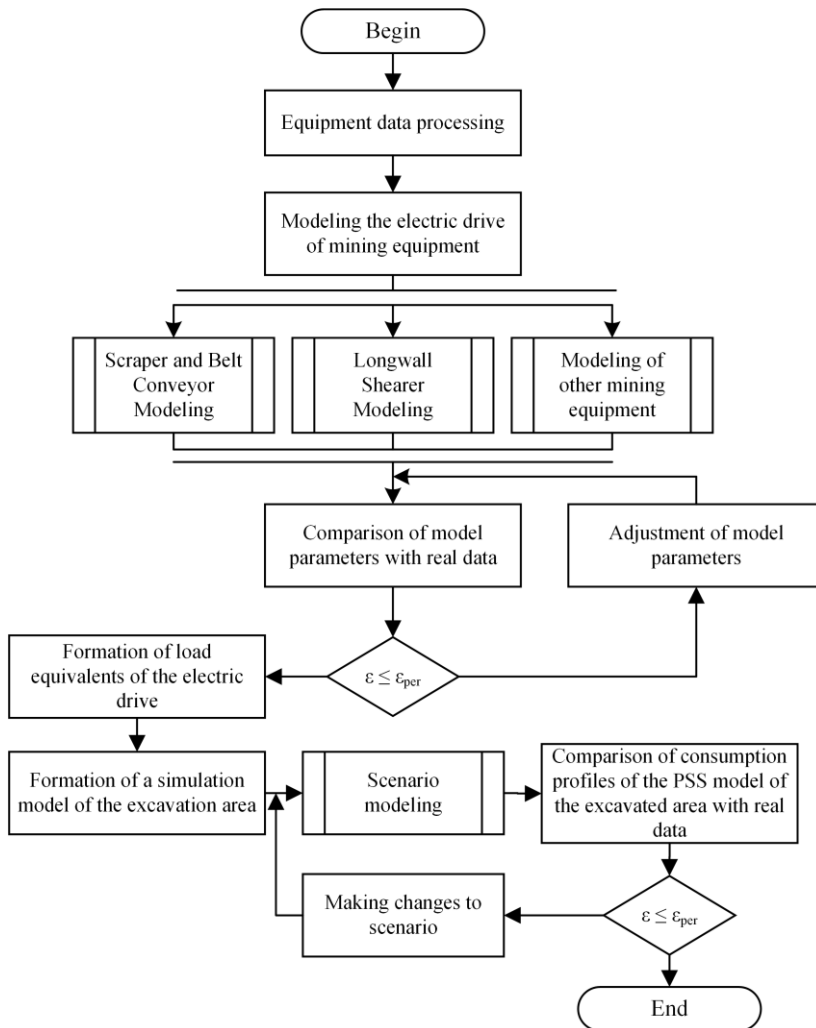 Begin
Equipment data processing
Modeling the electric drive
of mining equipment
Scraper and Belt
Conveyor
Modeling
Longwall
Shearer
Modeling
Modeling of
other mining
equipment
Comparison of model
parameters with real data
Adjustment of model
parameters
Formation of load
equivalents of the electric
drive
ε ≤ εper
Formation of a simulation
model of the excavation area
Scenario
modeling
Comparison of consumption
profiles of the PSS model of
the excavated area with real
data
Making changes to
scenario
ε ≤ εper
End